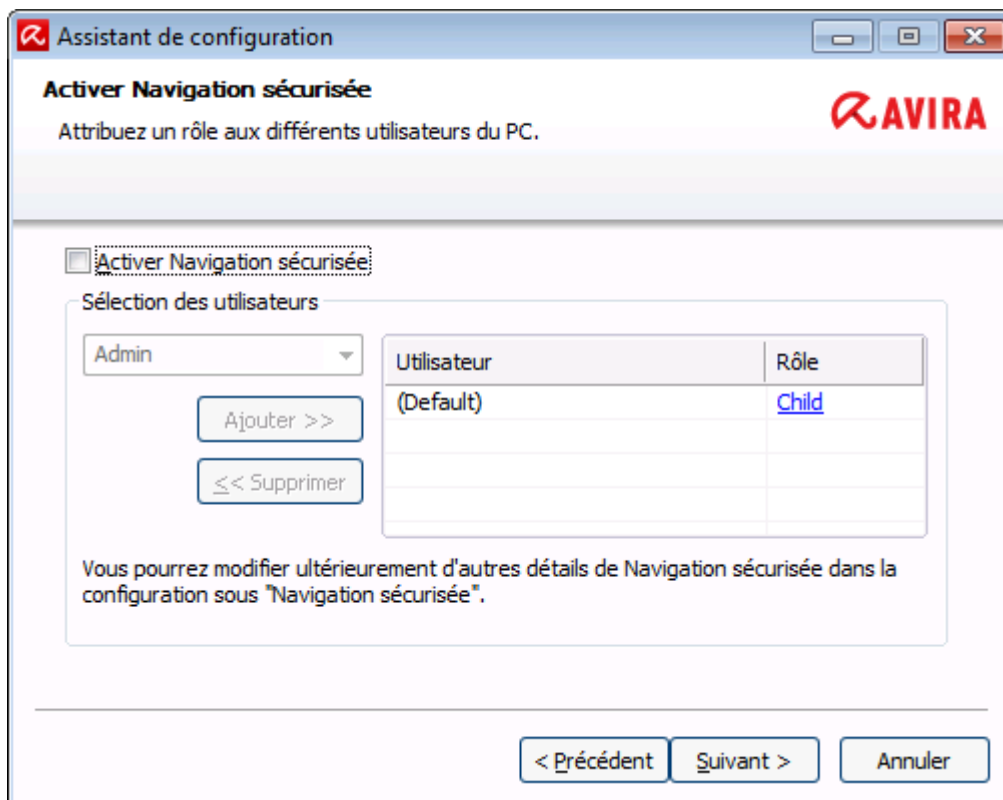 Assistant de configuration
Activer Navigation sécurisée
Attribuez un rôle aux différents utilisateurs du PC.
AVIRA
Activer Navigation sécurisée
Sélection des utilisateurs
Admin
Utilisateur Rôle
(Default) Child
Ajouter >>
<< Supprimer
Vous pourrez modifier ultérieurement d'autres détails de Navigation sécurisée dans la
configuration sous "Navigation sécurisée".
< Précédent Suivant > Annuler